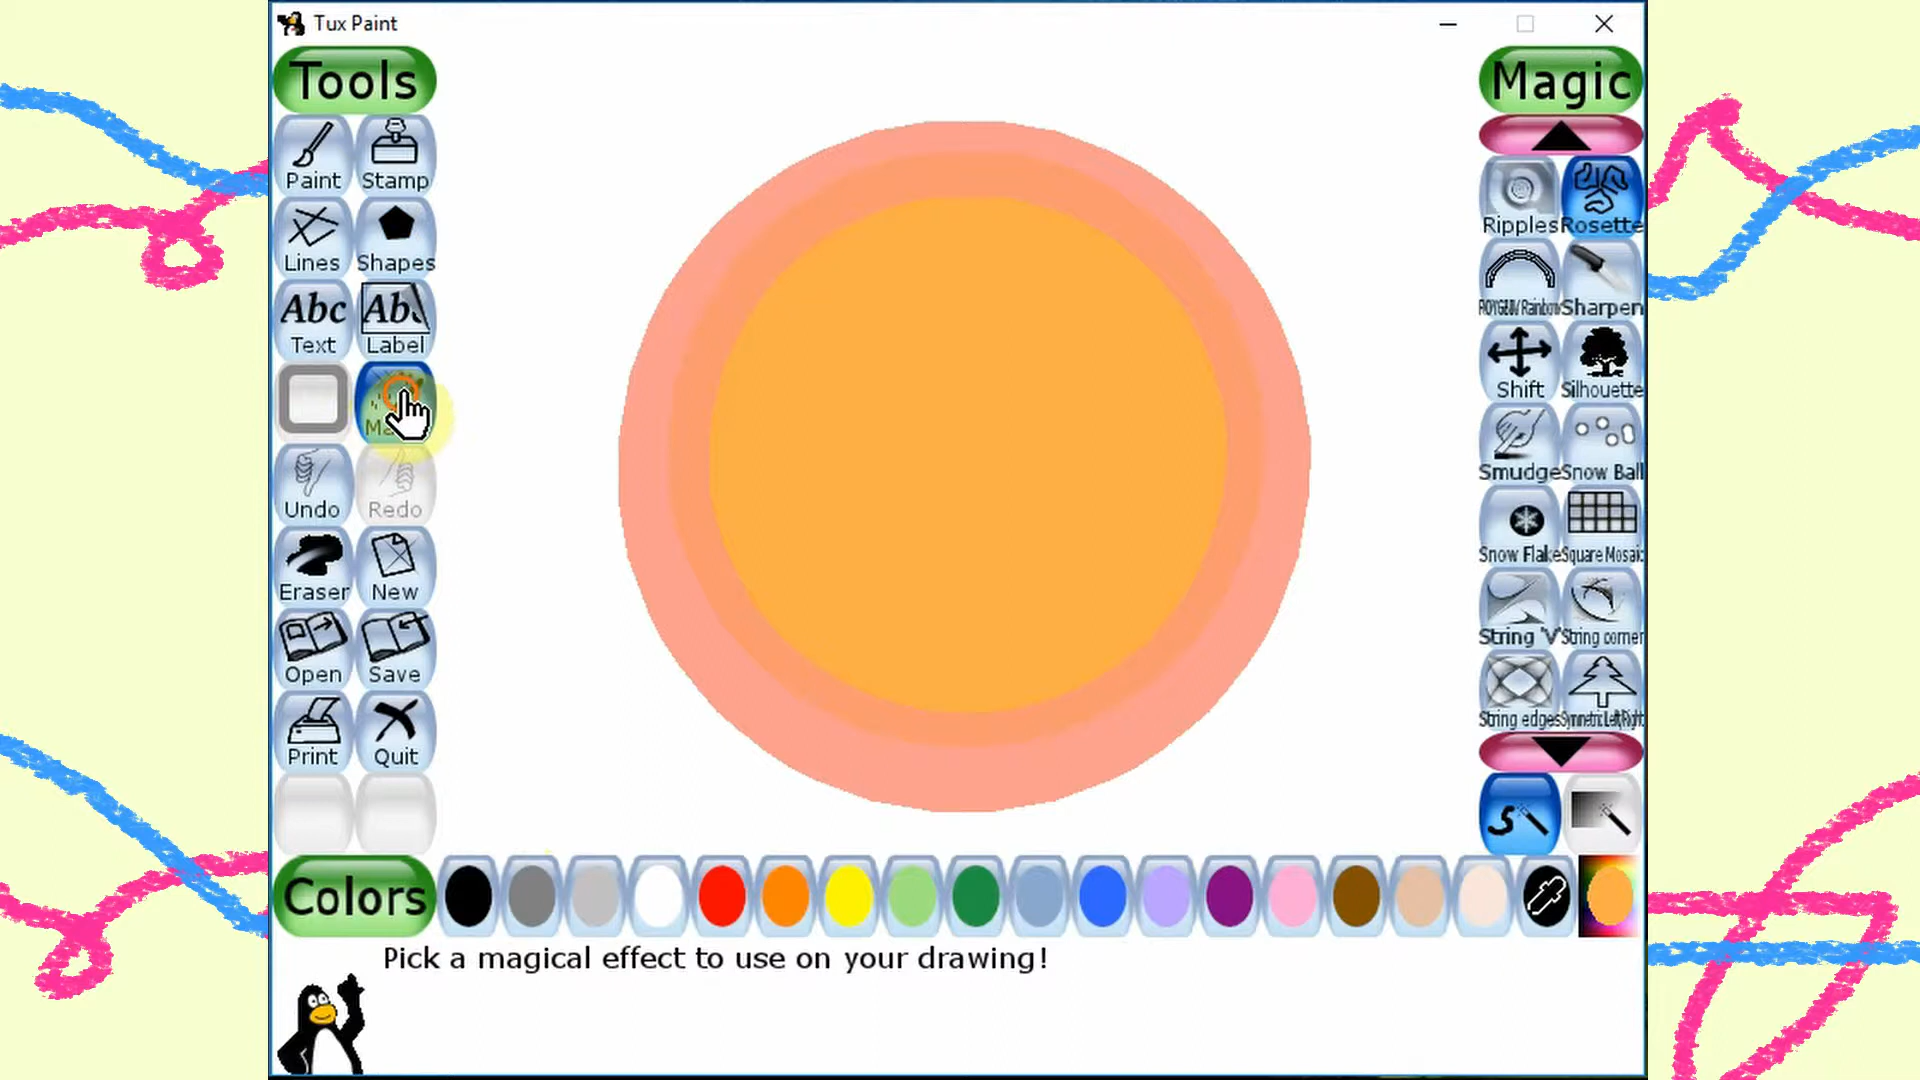 Tux Paint
Tools
Magic
Paint
Stamp
Ripples
Rosette
Lines
Shapes
ROYGBIV Rainbow
Sharpen
Abc
Text
Label
Shift
Silhouette
Smudge
Snow Ball
Undo
Redo
Snow Flake
Square Mosaic
Eraser
New
String 'V'
String corner
Open
Save
String edges
Print
Quit
Colors
Pick a magical effect to use on your drawing!